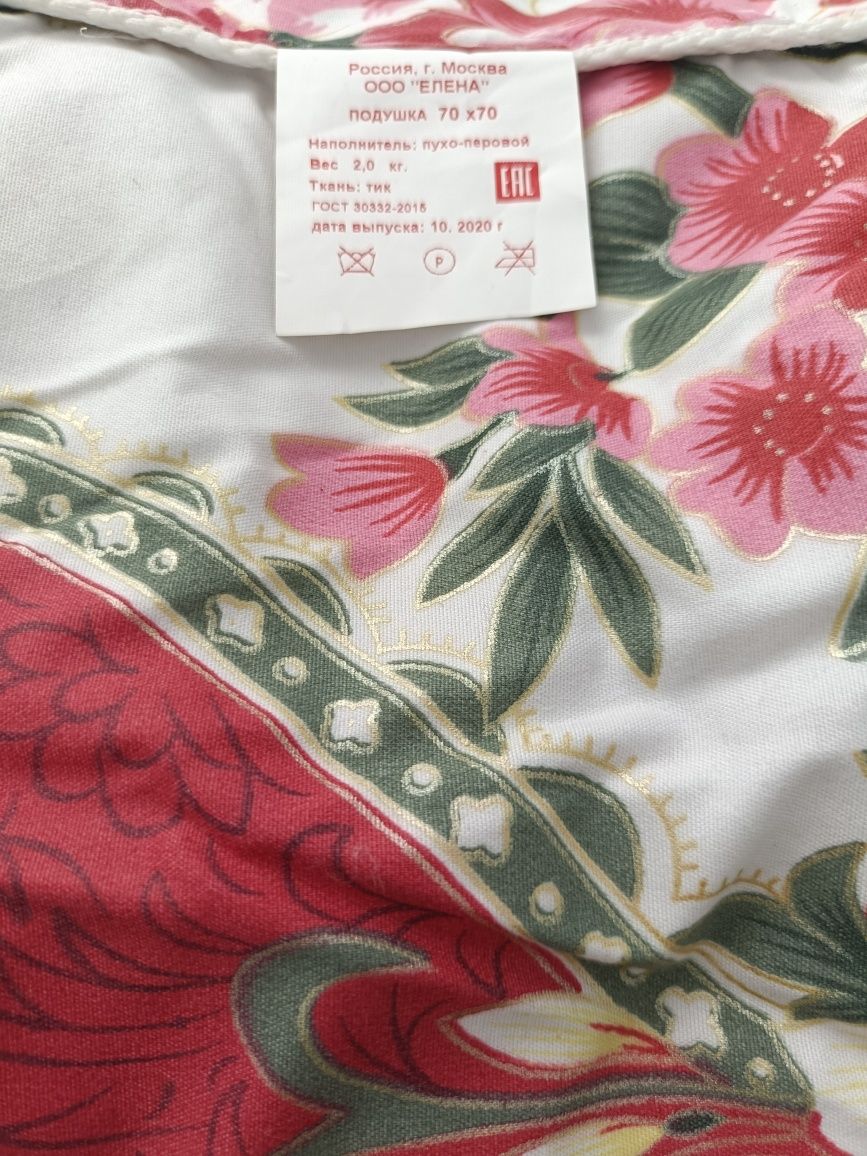 Россия, г. Москва
ООО "ЕЛЕНА"
ПОДУШКА 70 х70
Наполнитель: пухо-перовой
Вес 2,0 кг.
Ткань: тик
ГОСТ 30332-2015
дата выпуска: 10. 2020 г
EAC
P